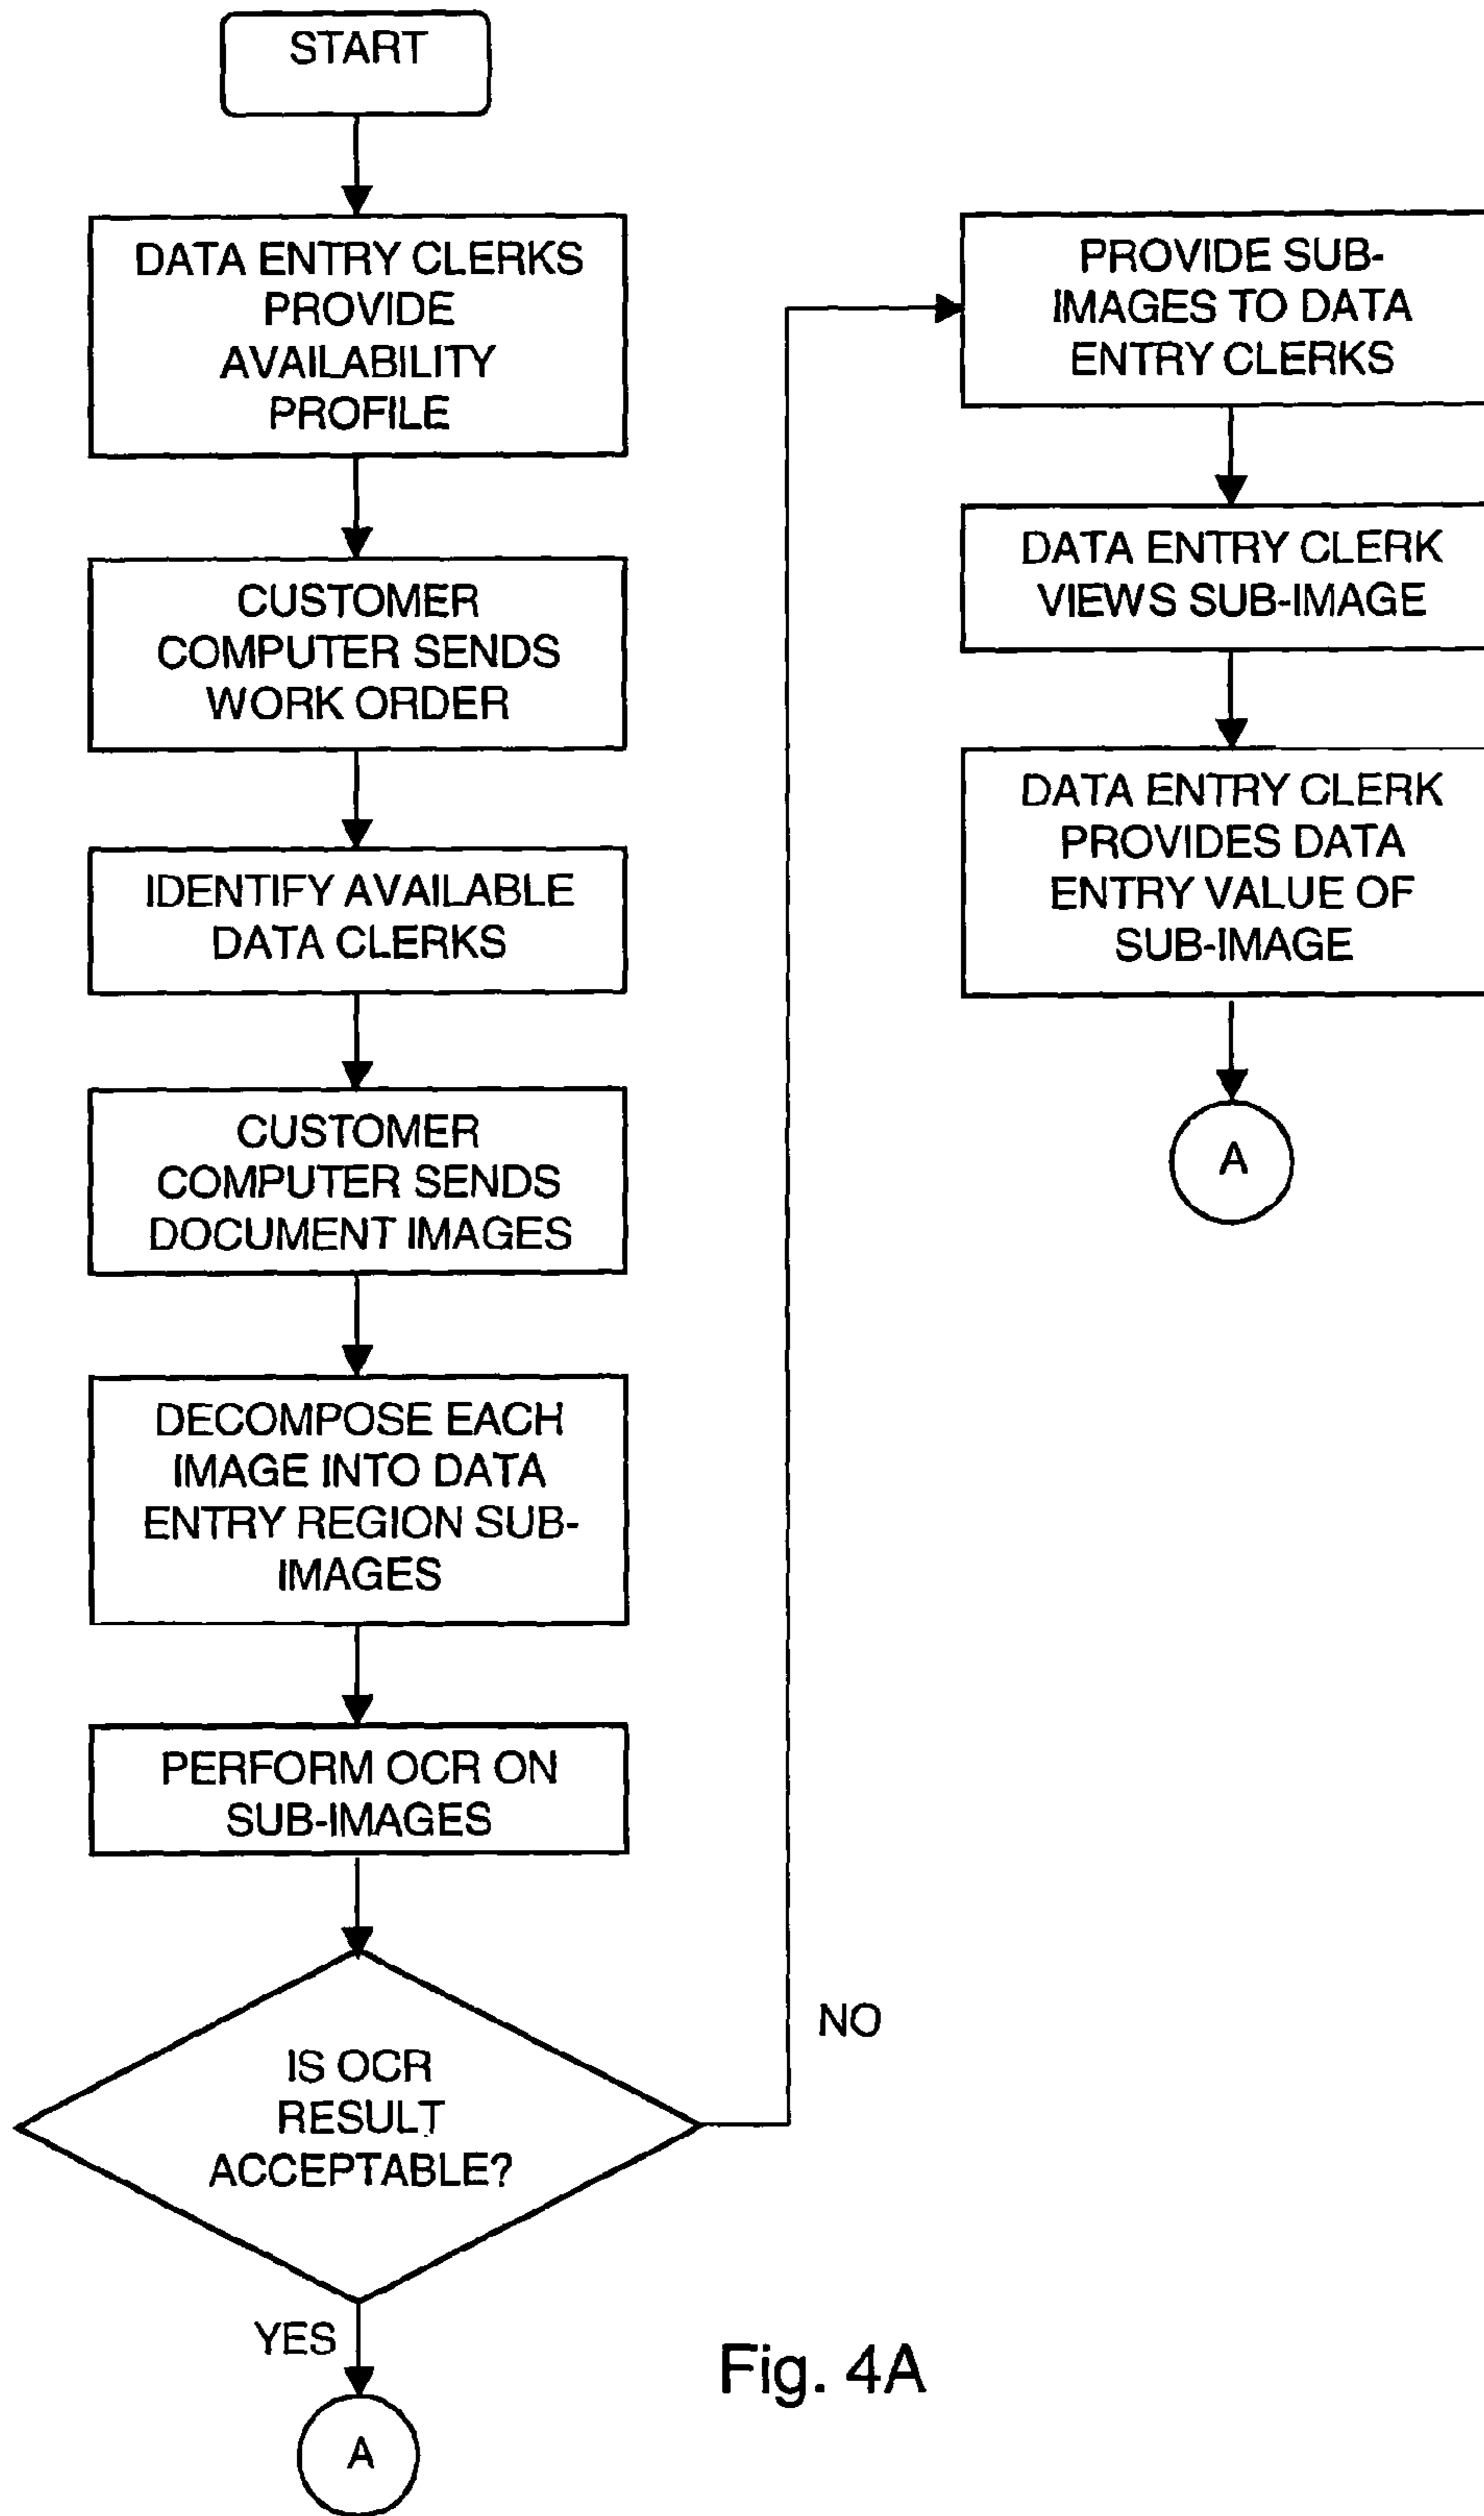 START
DATA ENTRY CLERKS
PROVIDE
AVAILABILITY
PROFILE
CUSTOMER
COMPUTER SENDS
WORK ORDER
IDENTIFY AVAILABLE
DATA CLERKS
CUSTOMER
COMPUTER SENDS
DOCUMENT IMAGES
DECOMPOSE EACH
IMAGE INTO DATA
ENTRY REGION SUB-
IMAGES
PERFORM OCR ON
SUB-IMAGES
IS OCR
RESULT
ACCEPTABLE?
YES
A
NO
PROVIDE SUB-
IMAGES TO DATA
ENTRY CLERKS
DATA ENTRY CLERK
VIEWS SUB-IMAGE
DATA ENTRY CLERK
PROVIDES DATA
ENTRY VALUE OF
SUB-IMAGE
A
Fig. 4A